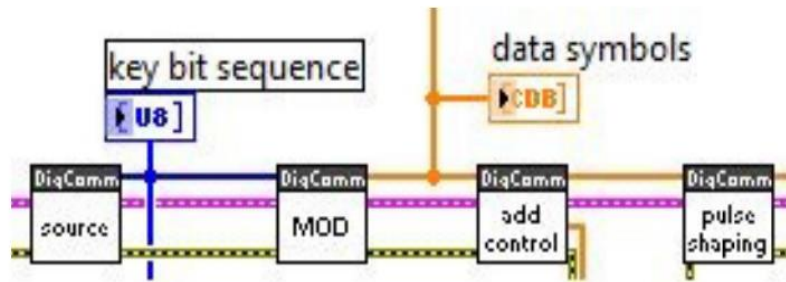 key bit sequence
data symbols
U8
CDB
DigComm
DigComm
DigComm
DigComm
source
MOD
add
control
pulse
shaping